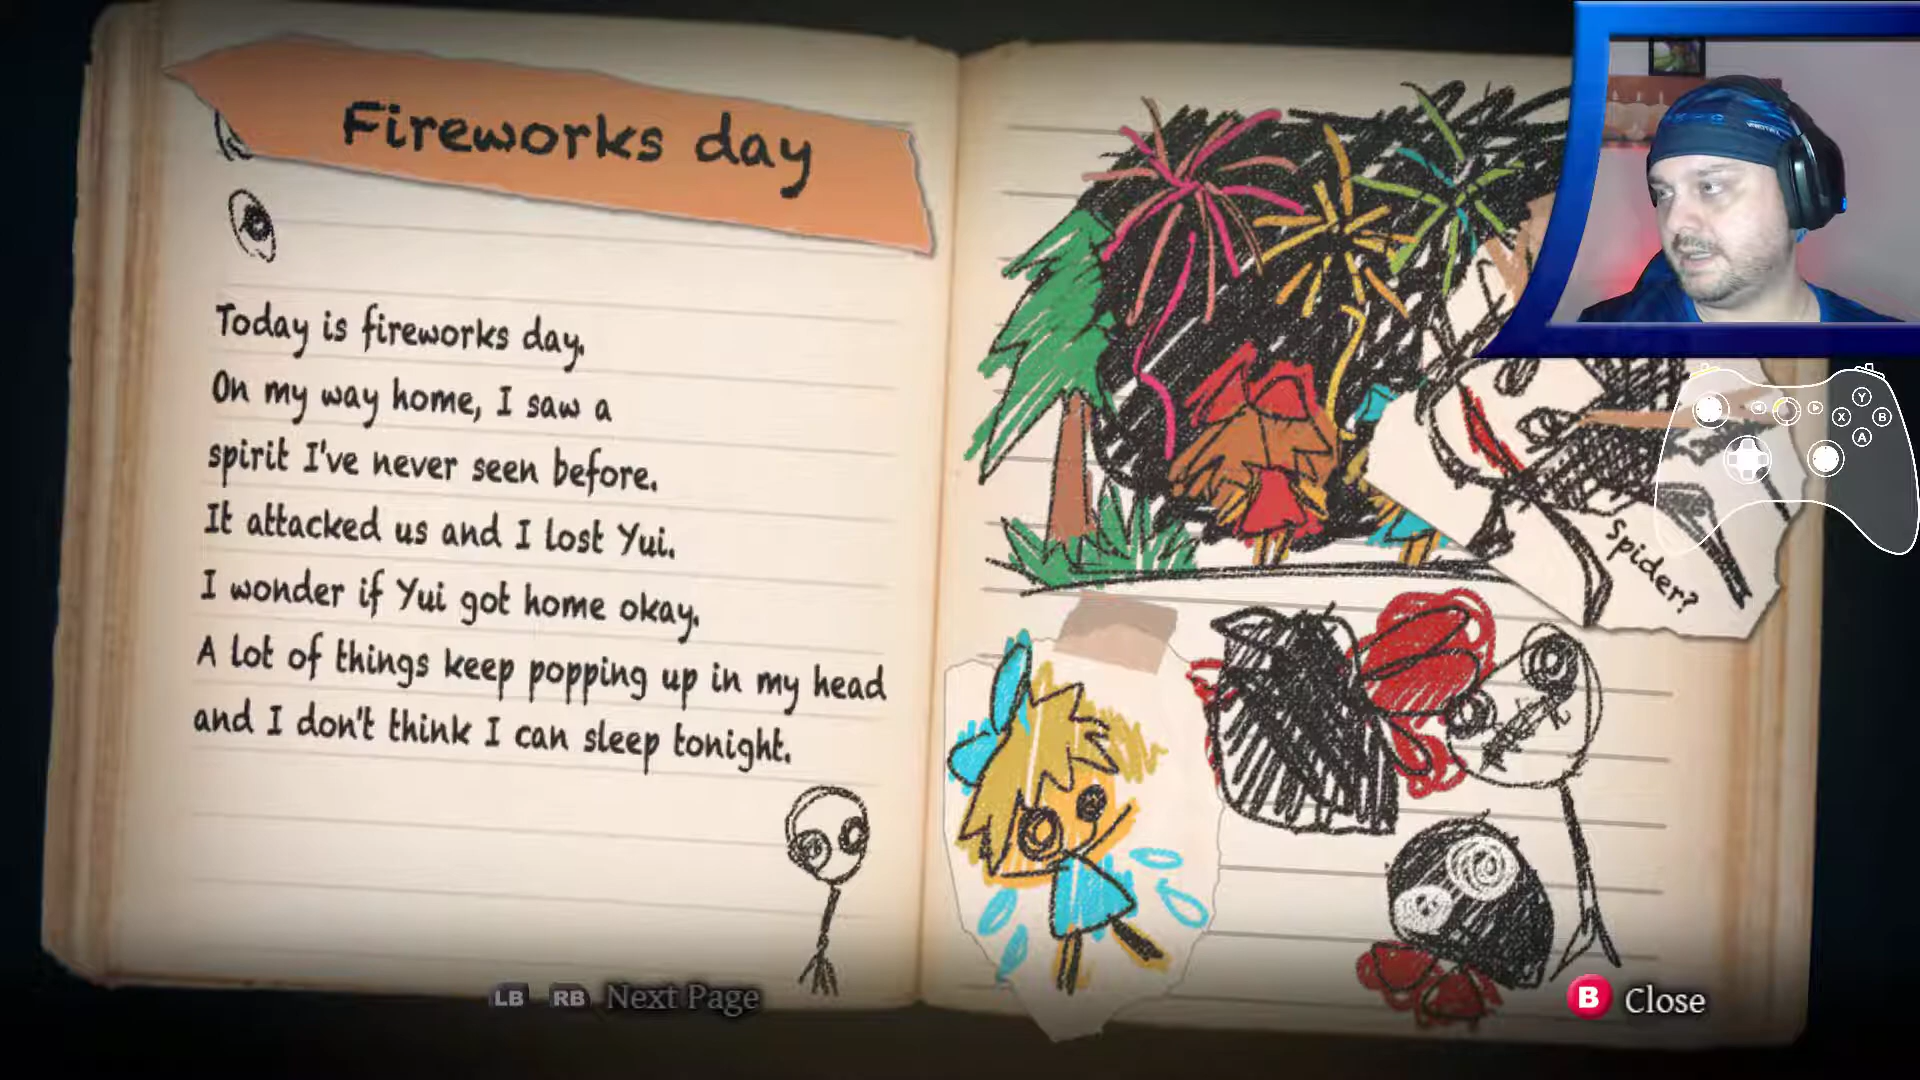 Fireworks day
Today is fireworks day.
On my way home, I saw a
spirit I've never seen before.
It attacked us and I lost Yui.
I wonder if Yui got home okay.
A lot of things keep popping up in my head
and I don't think I can sleep tonight.
Spider?
Y
X
B
A
LB RB Next Page
B Close